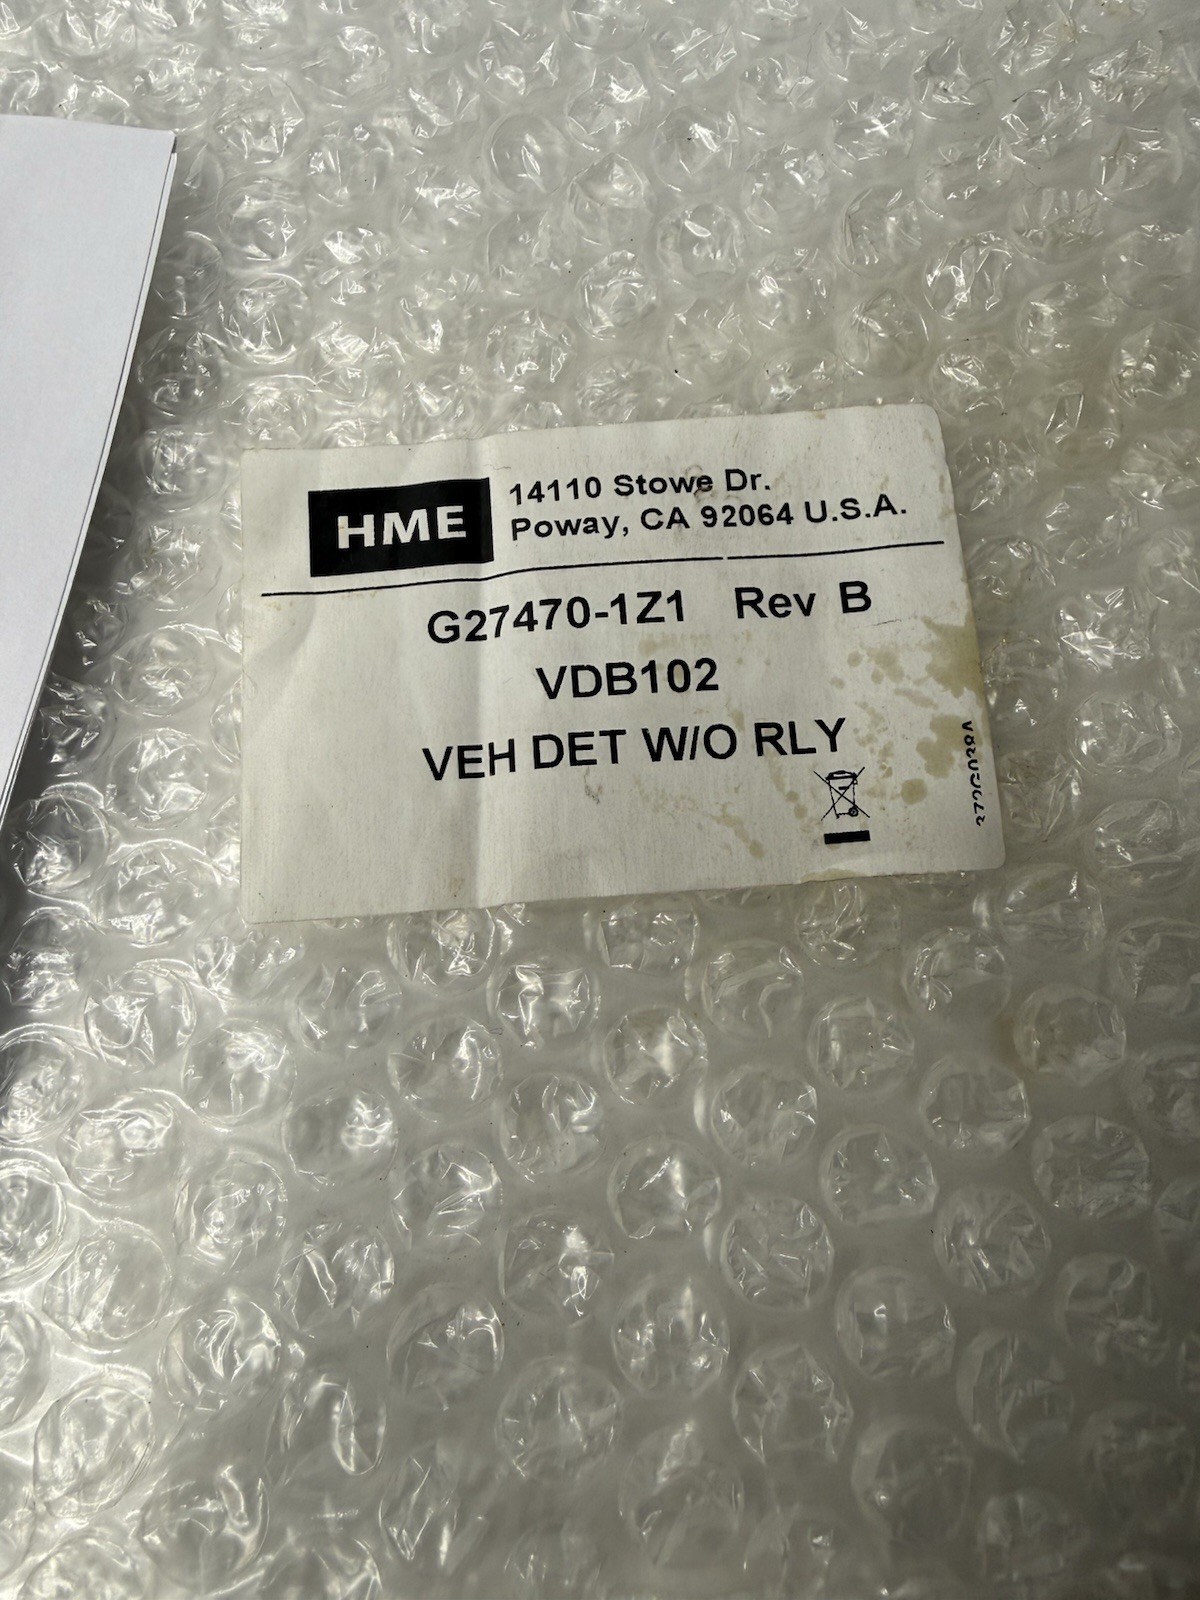 HME
14110 Stowe Dr.
Poway, CA 92064 U.S.A.
G27470-1Z1 Rev B
VDB102
VEH DET W/O RLY